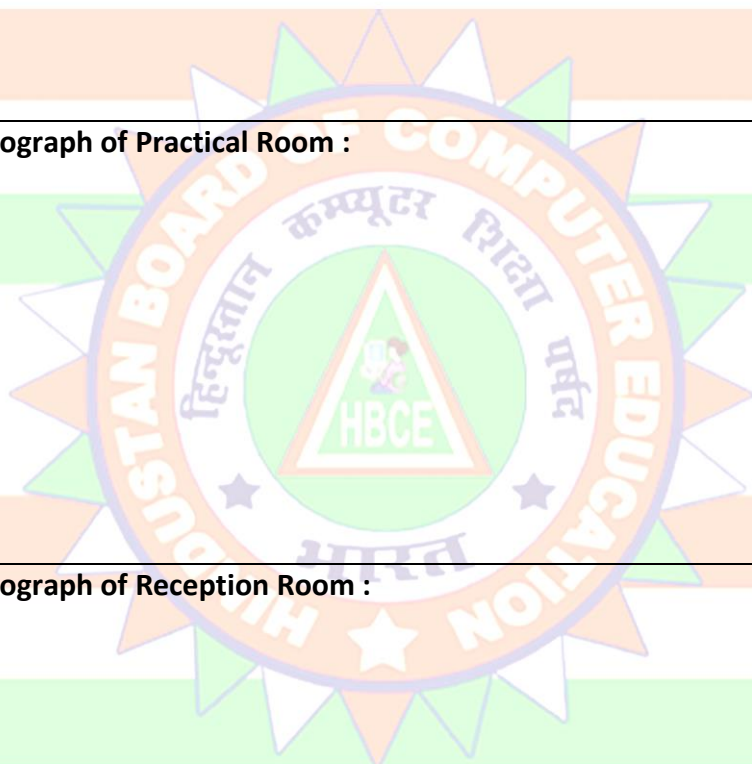 ograph of Practical Room :
HINDUSTAN BOARD OF COMPUTER EDUCATION
हिन्दूस्तान कम्प्यूटर शिक्षा पर्षद
HBCE
भारत
ograph of Reception Room :